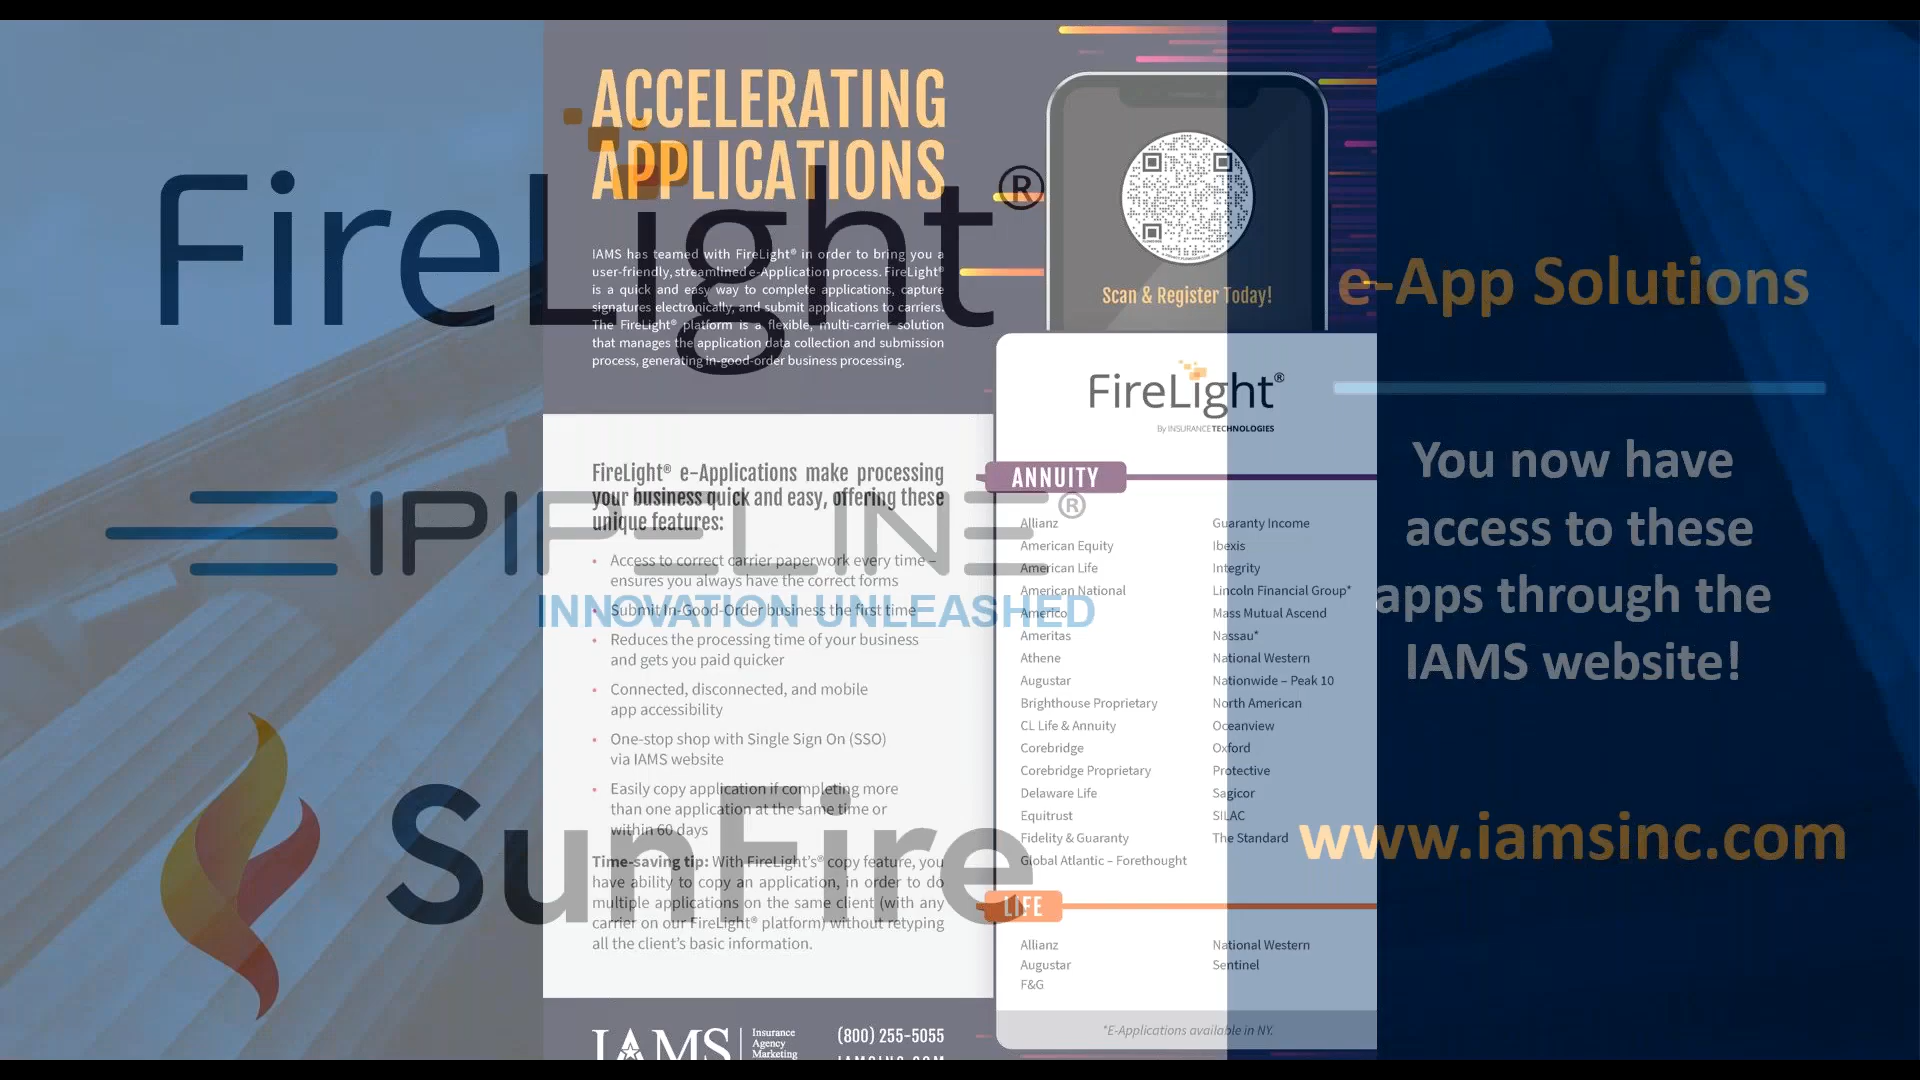 FireLight®
IPIPELINE®
INNOVATION UNLEASHED
SunFire
e-App Solutions
You now have
access to these
apps through the
IAMS website!
www.iamsinc.com
ACCELERATING
APPLICATIONS
IAMS has teamed with FireLight® in order to bring you a
user-friendly, streamlined e-Application process. FireLight®
is a quick and easy way to complete applications, capture
signatures electronically, and submit applications to carriers.
The FireLight® platform is a flexible, multi-carrier solution
that manages the application data collection and submission
process, generating in-good-order business processing.
Scan & Register Today!
FireLight® e-Applications make processing
your business quick and easy, offering these
unique features:
• Access to correct carrier paperwork every time –
ensures you always have the correct forms
• Submit In-Good-Order business the first time
• Reduces the processing time of your business
and gets you paid quicker
• Connected, disconnected, and mobile
app accessibility
• One-stop shop with Single Sign On (SSO)
via IAMS website
• Easily copy application if completing more
than one application at the same time or
within 60 days
Time-saving tip: With FireLight's® copy feature, you
have ability to copy an application, in order to do
multiple applications on the same client (with any
carrier on our FireLight® platform) without retyping
all the client's basic information.
IAMS
Insurance
Agency
Marketing
(800) 255-5055
IAMSINC.COM
FireLight®
By INSURANCE TECHNOLOGIES
ANNUITY
Allianz
American Equity
American Life
American National
Americo
Ameritas
Athene
Augustar
Brighthouse Proprietary
CL Life & Annuity
Corebridge
Corebridge Proprietary
Delaware Life
Equitrust
Fidelity & Guaranty
Global Atlantic – Forethought
Guaranty Income
Ibexis
Integrity
Lincoln Financial Group*
Mass Mutual Ascend
Nassau*
National Western
Nationwide – Peak 10
North American
Oceanview
Oxford
Protective
Sagicor
SILAC
The Standard
LIFE
Allianz
Augustar
F&G
National Western
Sentinel
*E-Applications available in NY.